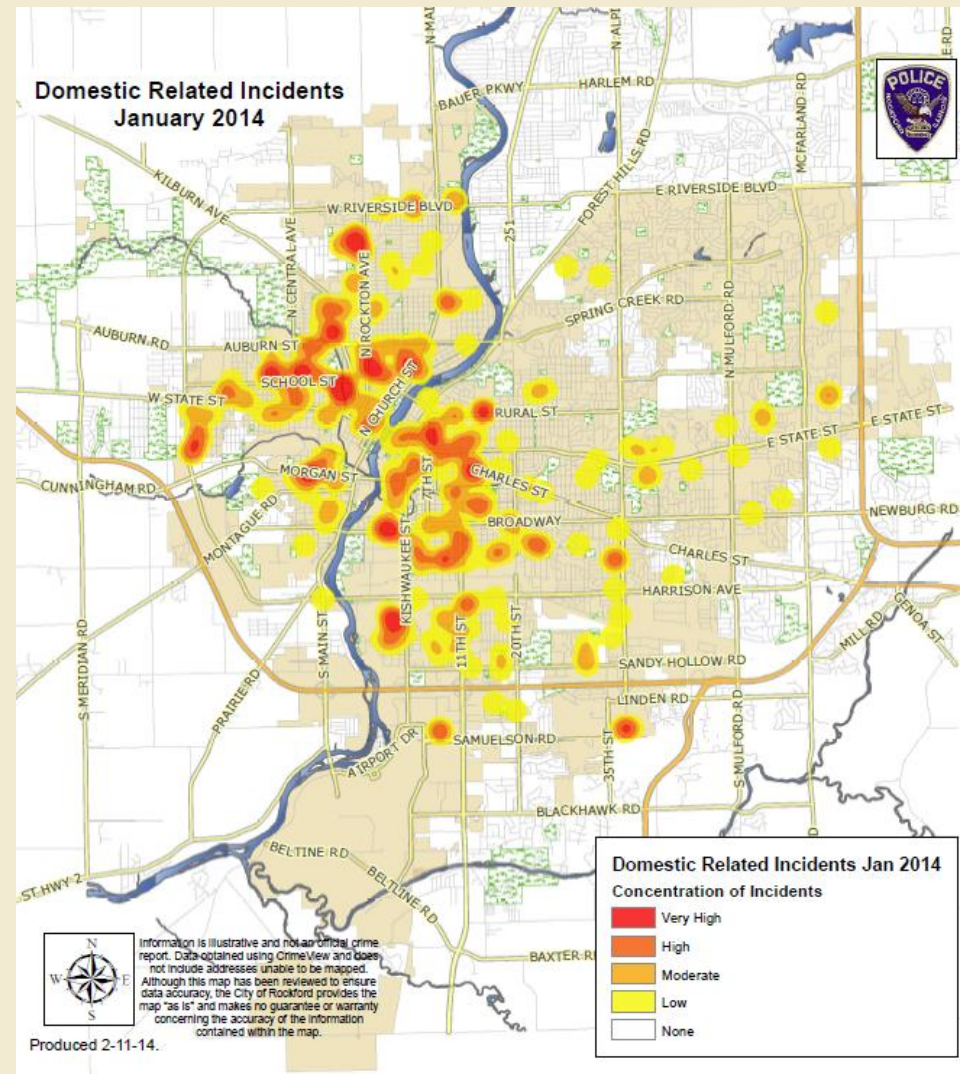 Domestic Related Incidents
January 2014
POLICE
N MAI
N ALPI
E RD
HARLEM RD
BAUER PKWY
MCFARLAND RD
KILBURN AVE
FOREST HILLS RD
E RIVERSIDE BLVD
W RIVERSIDE BLVD
251
N CENTRAL AVE
N ROCKTON AVE
SPRING CREEK RD
N MULFORD RD
AUBURN RD
AUBURN ST
SCHOOL ST
W STATE ST
N CHURCH ST
RURAL ST
E STATE ST
E STATE ST
MORGAN ST
7TH ST
CHARLES ST
CUNNINGHAM RD
MONTAGUE RD
BROADWAY
NEWBURG RD
KISHWAUKEE ST
CHARLES ST
HARRISON AVE
GENOA ST
MILL RD
S MERIDIAN RD
S MAIN ST
11TH ST
20TH ST
SANDY HOLLOW RD
PRAIRIE RD
LINDEN RD
S MULFORD RD
35TH ST
SAMUELSON RD
AIRPORT DR
BLACKHAWK RD
BELTINE RD
BELTLINE RD
ST HWY 2
D
BAXTER R
Domestic Related Incidents Jan 2014
Concentration of Incidents
Very High
High
Moderate
Low
None
N
W E
S
Information is illustrative and not an official crime
report. Data obtained using CrimeView and does
not include addresses unable to be mapped.
Although this map has been reviewed to ensure
data accuracy, the City of Rockford provides the
map "as is" and makes no guarantee or warranty
concerning the accuracy of the information
contained within the map.
Produced 2-11-14.